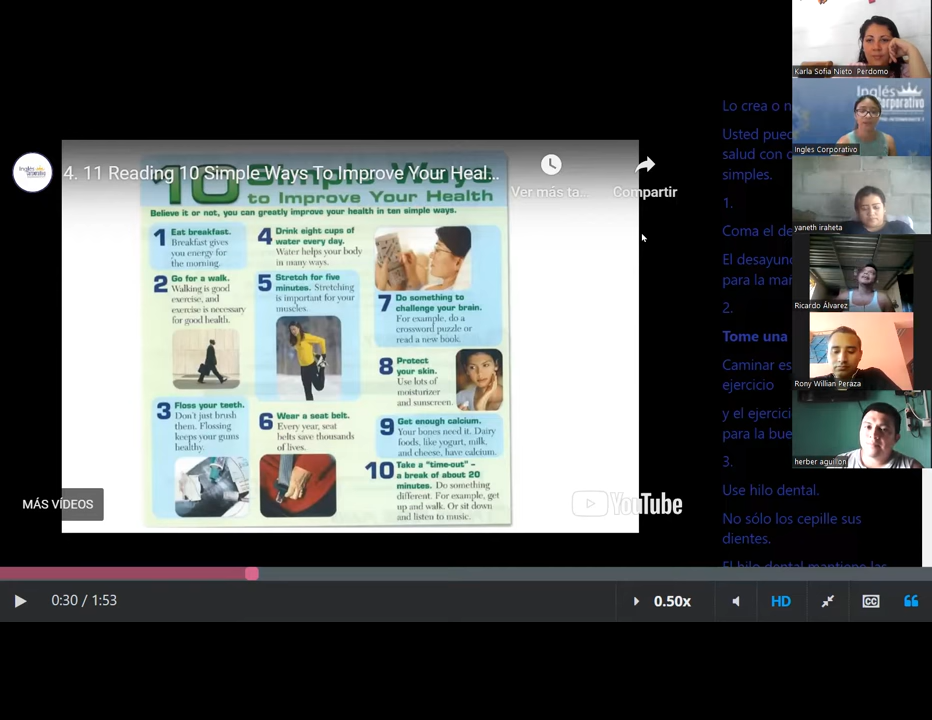 4. 11 Reading 10 Simple Ways To Improve Your Heal...
Ver más ta...
Compartir
10 Simple Ways
to Improve Your Health
Believe it or not, you can greatly improve your health in ten simple ways.
1 Eat breakfast.
Breakfast gives
you energy for
the morning.
2 Go for a walk.
Walking is good
exercise, and
exercise is necessary
for good health.
3 Floss your teeth.
Don't just brush
them. Flossing
keeps your gums
healthy.
4 Drink eight cups of
water every day.
Water helps your body
in many ways.
5 Stretch for five
minutes. Stretching
is important for your
muscles.
6 Wear a seat belt.
Every year, seat
belts save thousands
of lives.
7 Do something to
challenge your brain.
For example, do a
crossword puzzle or
read a new book.
8 Protect
your skin.
Use lots of
moisturizer
and sunscreen.
9 Get enough calcium.
Your bones need it. Dairy
foods, like yogurt, milk,
and cheese, have calcium.
10 Take a "time-out" –
a break of about 20
minutes. Do something
different. For example, get
up and walk. Or sit down
and listen to music.
MÁS VÍDEOS
YouTube
Lo crea o n
Usted pued
salud con d
simples.
1.
Coma el de
El desayun
para la ma
2.
Tome una
Caminar es
ejercicio
y el ejercici
para la bue
3.
Use hilo dental.
No sólo los cepille sus
dientes.
El hilo dental mantiene las
Karla Sofia Nieto Perdomo
Inglés
Corporativo
Ingles Corporativo
yaneth iraheta
Ricardo Álvarez
Rony Willian Peraza
herber aguilon
0:30 / 1:53
0.50x
HD
CC